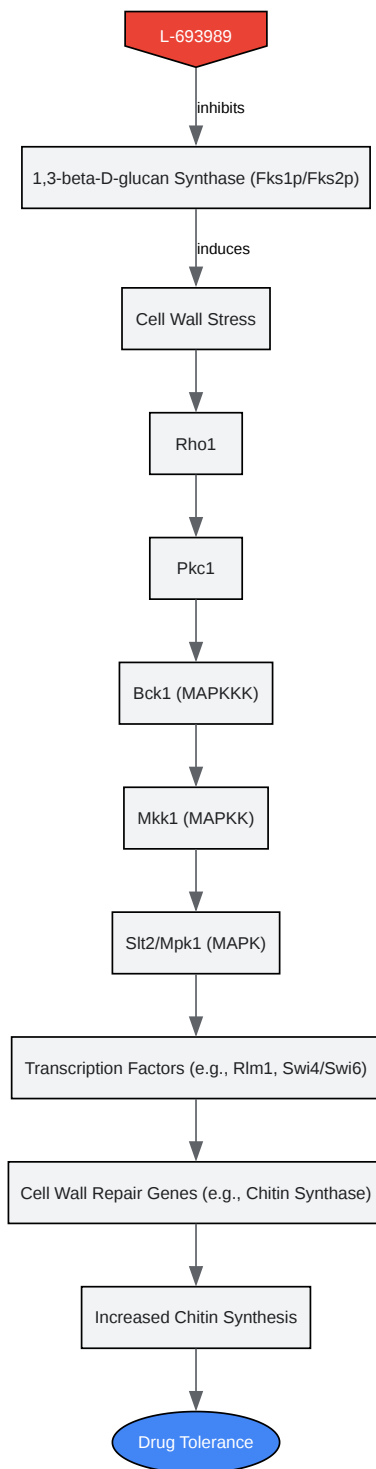 L-693989
inhibits
1,3-beta-D-glucan Synthase (Fks1p/Fks2p)
induces
Cell Wall Stress
Rho1
Pkc1
Bck1 (MAPKKK)
Mkk1 (MAPKK)
Slt2/Mpk1 (MAPK)
Transcription Factors (e.g., Rlm1, Swi4/Swi6)
Cell Wall Repair Genes (e.g., Chitin Synthase)
Increased Chitin Synthesis
Drug Tolerance